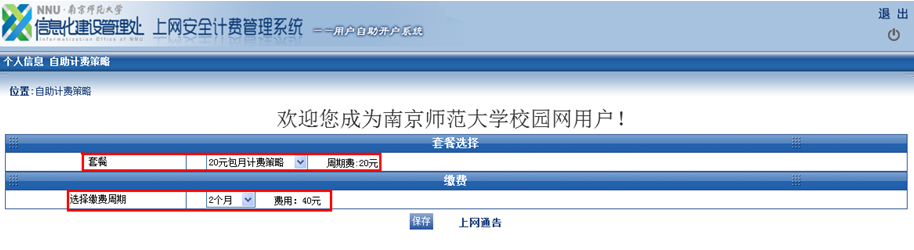 NNU·南京师范大学
信息化建设管理处 上网安全计费管理系统 ——用户自助开户系统
Informatization Office of NNU
退 出
个人信息 自助计费策略
位置:自助计费策略
欢迎您成为南京师范大学校园网用户！
套餐选择
套餐 20元包月计费策略 周期费:20元
缴费
选择缴费周期 2个月 费用：40元
保存 上网通告